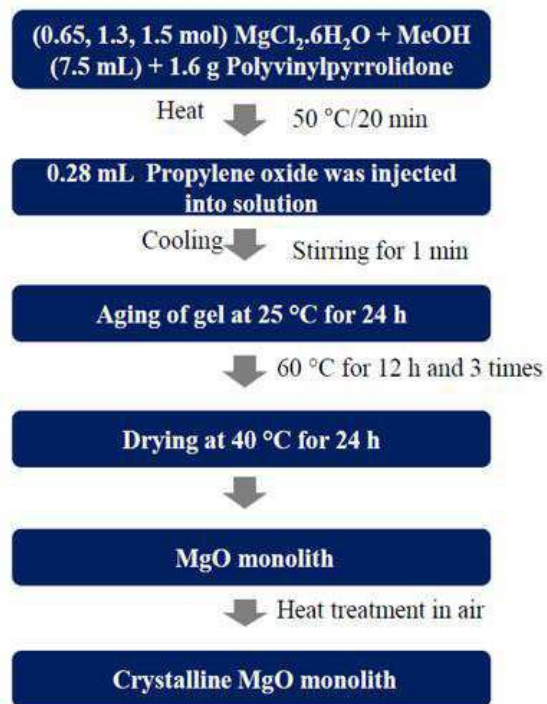 (0.65, 1.3, 1.5 mol) MgCl₂.6H₂O + MeOH
(7.5 mL) + 1.6 g Polyvinylpyrrolidone
Heat 50 °C/20 min
0.28 mL Propylene oxide was injected
into solution
Cooling Stirring for 1 min
Aging of gel at 25 °C for 24 h
60 °C for 12 h and 3 times
Drying at 40 °C for 24 h
MgO monolith
Heat treatment in air
Crystalline MgO monolith